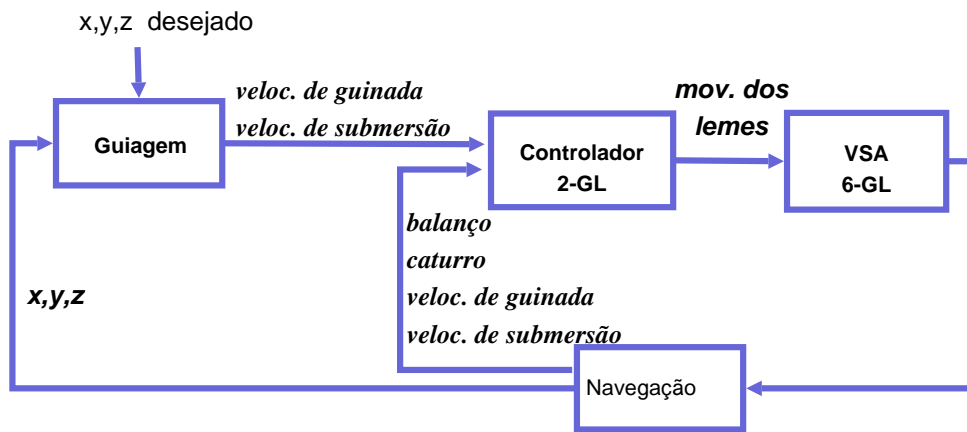 x,y,z desejado
veloc. de guinada
veloc. de submersão
Guiagem
mov. dos
lemes
Controlador
2-GL
VSA
6-GL
balanço
caturro
veloc. de guinada
veloc. de submersão
x,y,z
Navegação